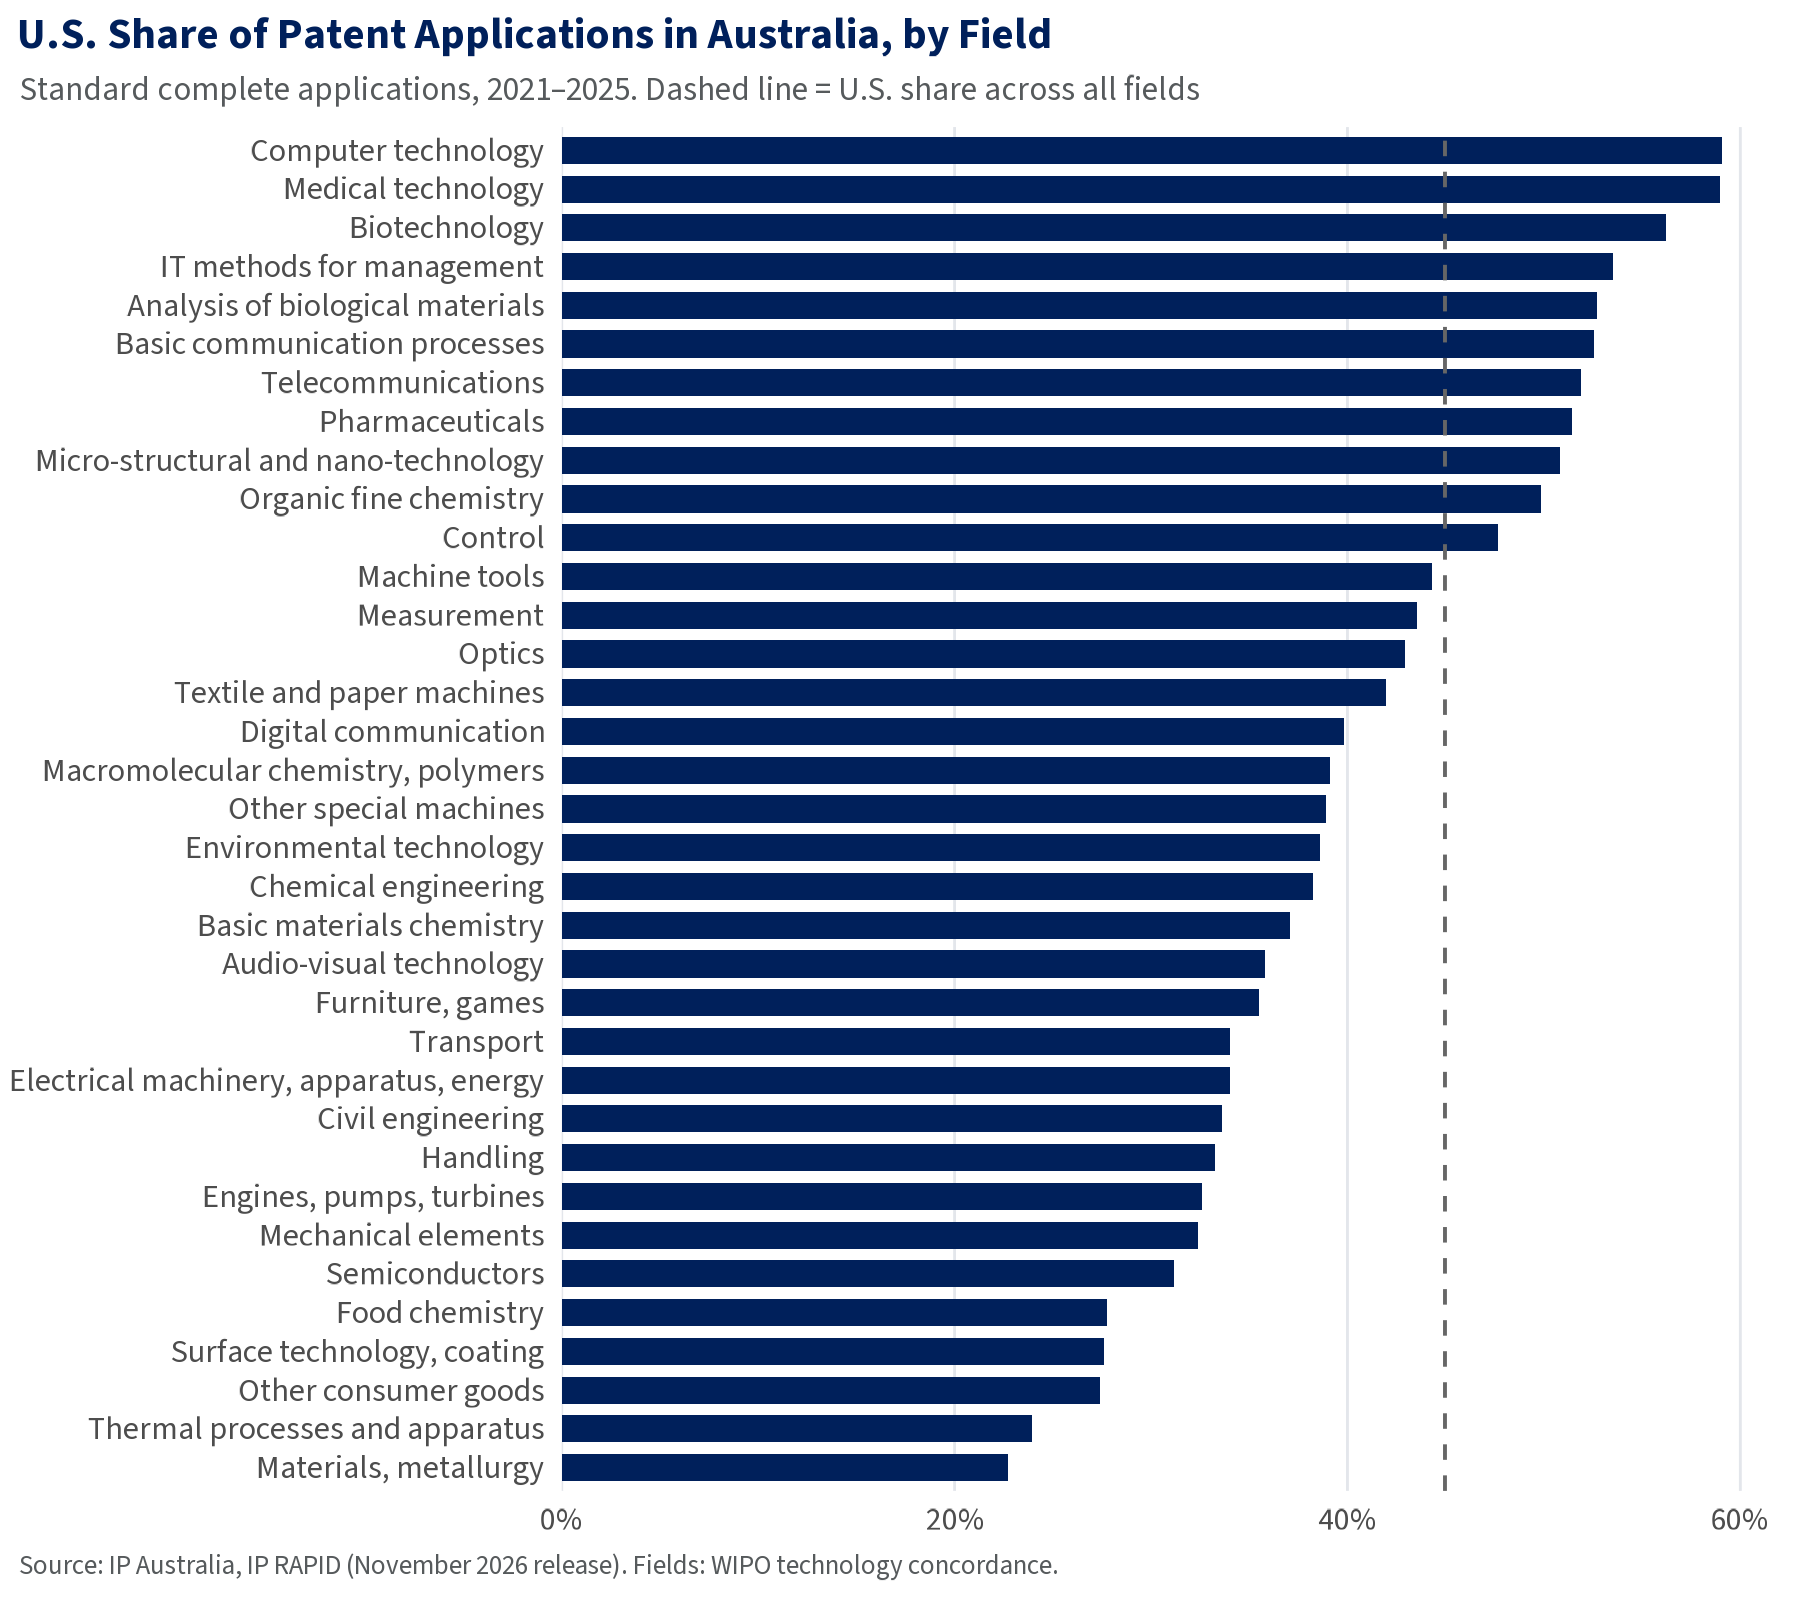 U.S. Share of Patent Applications in Australia, by Field
Standard complete applications, 2021–2025. Dashed line = U.S. share across all fields
Computer technology
Medical technology
Biotechnology
IT methods for management
Analysis of biological materials
Basic communication processes
Telecommunications
Pharmaceuticals
Micro-structural and nano-technology
Organic fine chemistry
Control
Machine tools
Measurement
Optics
Textile and paper machines
Digital communication
Macromolecular chemistry, polymers
Other special machines
Environmental technology
Chemical engineering
Basic materials chemistry
Audio-visual technology
Furniture, games
Transport
Electrical machinery, apparatus, energy
Civil engineering
Handling
Engines, pumps, turbines
Mechanical elements
Semiconductors
Food chemistry
Surface technology, coating
Other consumer goods
Thermal processes and apparatus
Materials, metallurgy
0% 20% 40% 60%
Source: IP Australia, IP RAPID (November 2026 release). Fields: WIPO technology concordance.